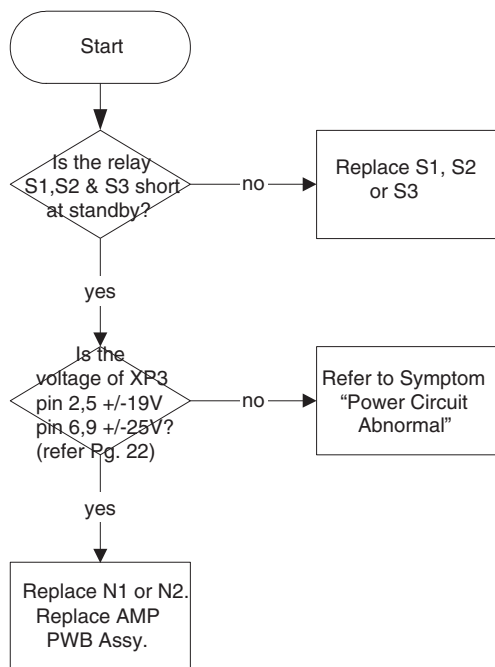 Start
Is the relay
S1,S2 & S3 short
at standby?
no
Replace S1, S2
or S3
yes
Is the
voltage of XP3
pin 2,5 +/-19V
pin 6,9 +/-25V?
(refer Pg. 22)
no
Refer to Symptom
“Power Circuit
Abnormal”
yes
Replace N1 or N2.
Replace AMP
PWB Assy.